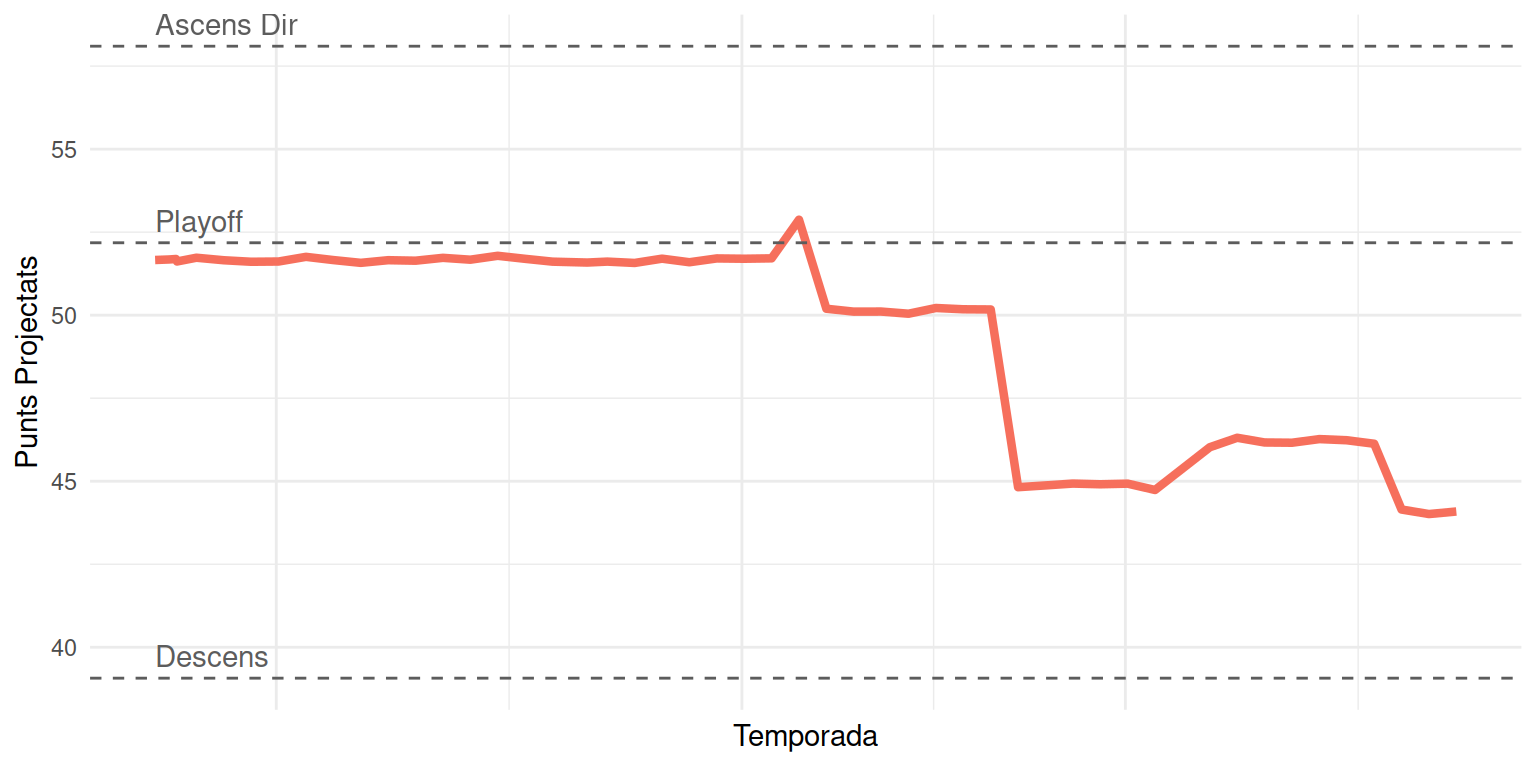 Ascens Dir
55
Playoff
50
45
40
Descens
Punts Projectats
Temporada